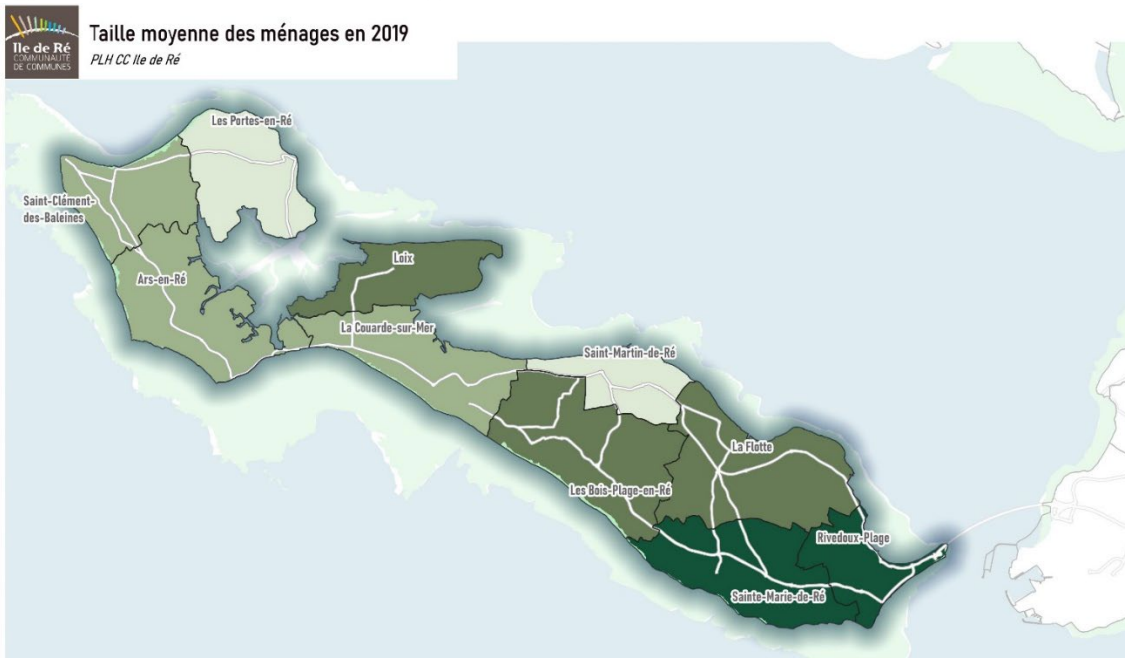 Ile de Ré
COMMUNAUTÉ
DE COMMUNES
Taille moyenne des ménages en 2019
PLH CC Ile de Ré
Les Portes-en-Ré
Saint-Clément-
des-Baleines
Ars-en-Ré
Loix
La Couarde-sur-Mer
Saint-Martin-de-Ré
La Flotte
Les Bois-Plage-en-Ré
Rivedoux-Plage
Sainte-Marie-de-Ré